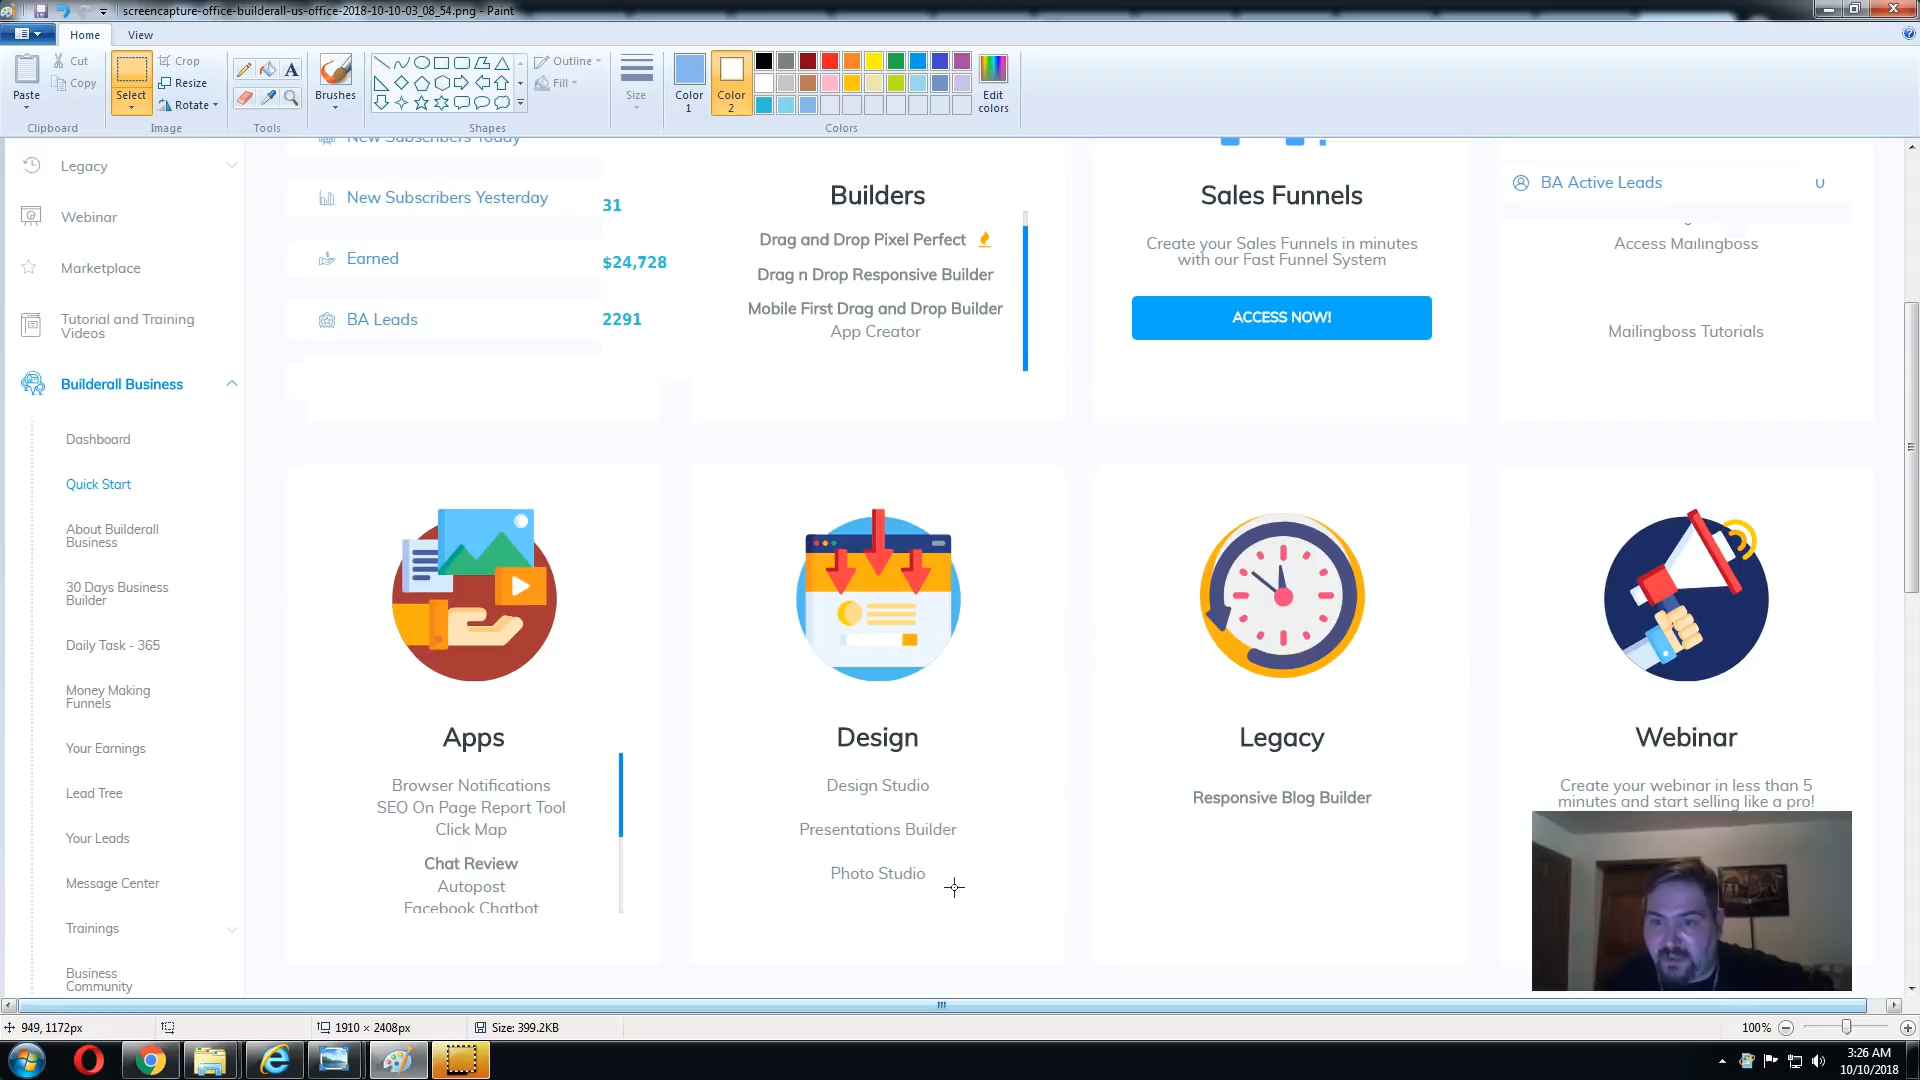 screencapture-office-builderall-us-office-2018-10-10-03_08_54.png - Paint
Home
View
Paste
Cut
Copy
Clipboard
Select
Crop
Resize
Rotate
Image
Tools
Brushes
Shapes
Outline
Fill
Size
Color 1
Color 2
Edit colors
Colors
Legacy
Webinar
Marketplace
Tutorial and Training
Videos
Builderall Business
Dashboard
Quick Start
About Builderall
Business
30 Days Business
Builder
Daily Task - 365
Money Making
Funnels
Your Earnings
Lead Tree
Your Leads
Message Center
Trainings
Business
Community
New Subscribers Today
New Subscribers Yesterday 31
Earned $24,728
BA Leads 2291
Builders
Drag and Drop Pixel Perfect
Drag n Drop Responsive Builder
Mobile First Drag and Drop Builder
App Creator
Sales Funnels
Create your Sales Funnels in minutes
with our Fast Funnel System
ACCESS NOW!
BA Active Leads
Access Mailingboss
Mailingboss Tutorials
Apps
Browser Notifications
SEO On Page Report Tool
Click Map
Chat Review
Autopost
Facebook Chatbot
Design
Design Studio
Presentations Builder
Photo Studio
Legacy
Responsive Blog Builder
Webinar
Create your webinar in less than 5
minutes and start selling like a pro!
949, 1172px
1910 × 2408px
Size: 399.2KB
100%
3:26 AM
10/10/2018